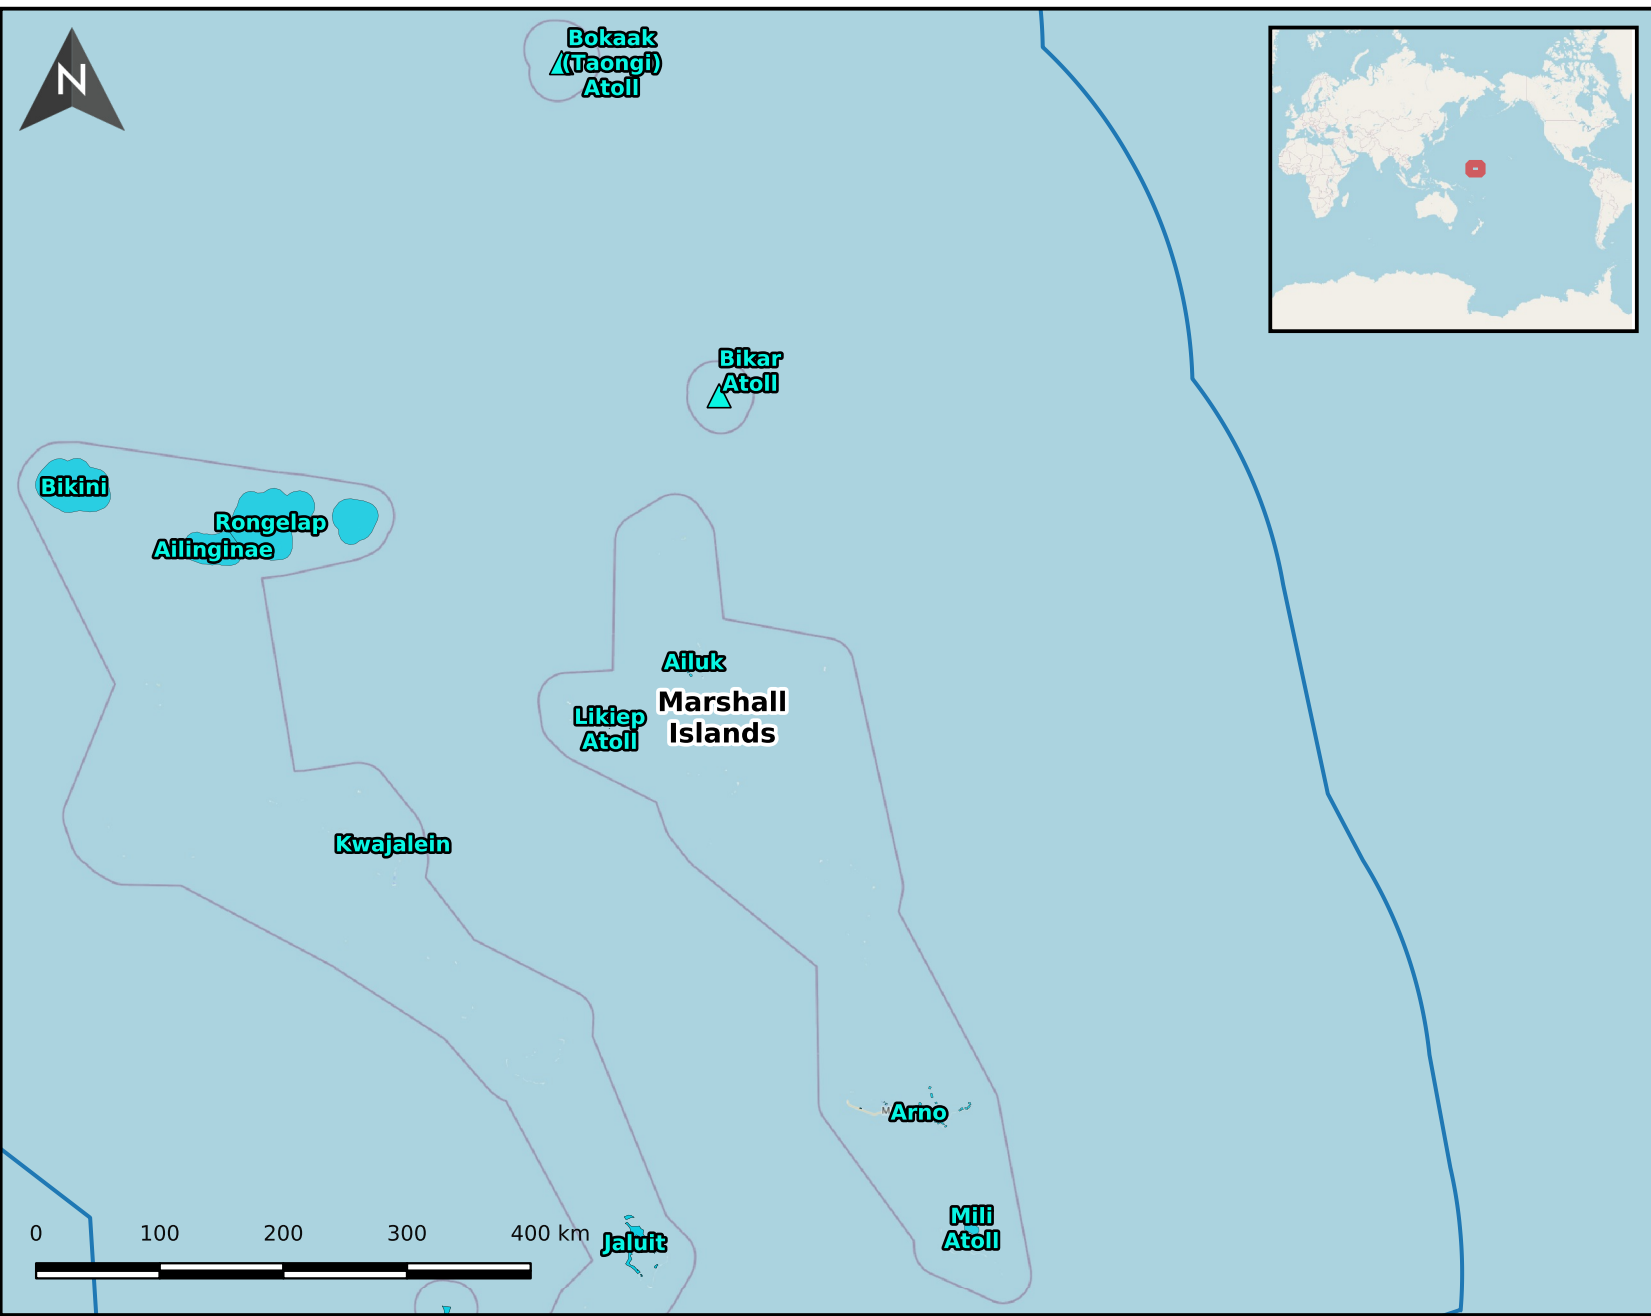 N
Bokaak
(Taongi)
Atoll
Bikar
Atoll
Bikini
Rongelap
Ailinginae
Ailuk
Marshall
Islands
Likiep
Atoll
Kwajalein
Arno
Mili
Atoll
Jaluit
0 100 200 300 400 km